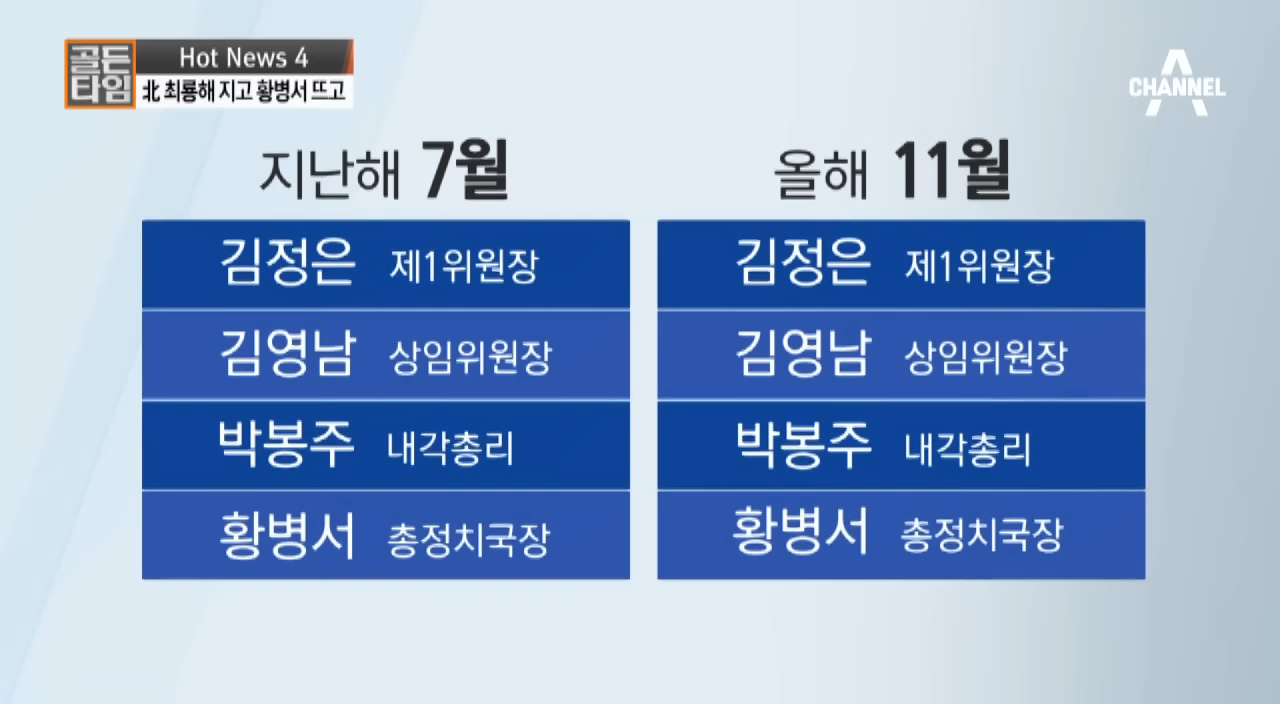 골든
타임
Hot News 4
北 최룡해 지고 황병서 뜨고
CHANNEL A
지난해 7월
김정은 제1위원장
김영남 상임위원장
박봉주 내각총리
황병서 총정치국장
올해 11월
김정은 제1위원장
김영남 상임위원장
박봉주 내각총리
황병서 총정치국장